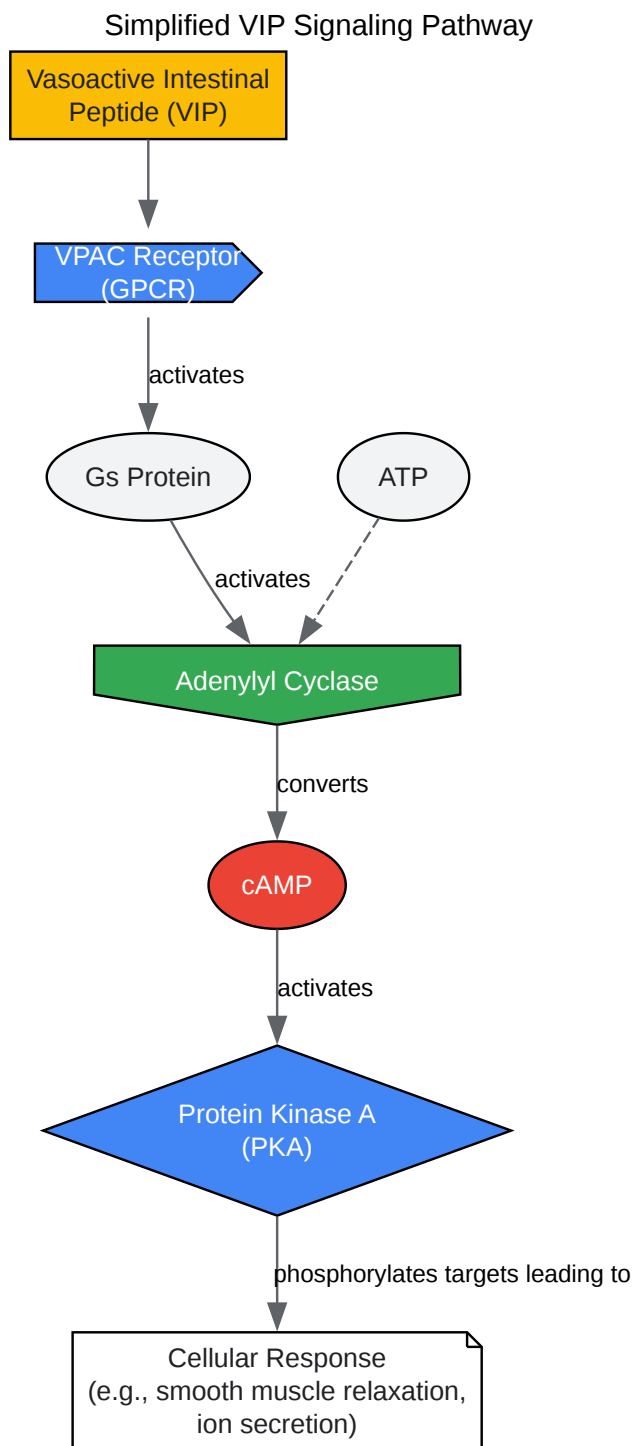 Simplified VIP Signaling Pathway
Vasoactive Intestinal
Peptide (VIP)
VPAC Receptor
(GPCR)
activates
Gs Protein
ATP
activates
Adenylyl Cyclase
converts
cAMP
activates
Protein Kinase A
(PKA)
phosphorylates targets leading to
Cellular Response
(e.g., smooth muscle relaxation,
ion secretion)